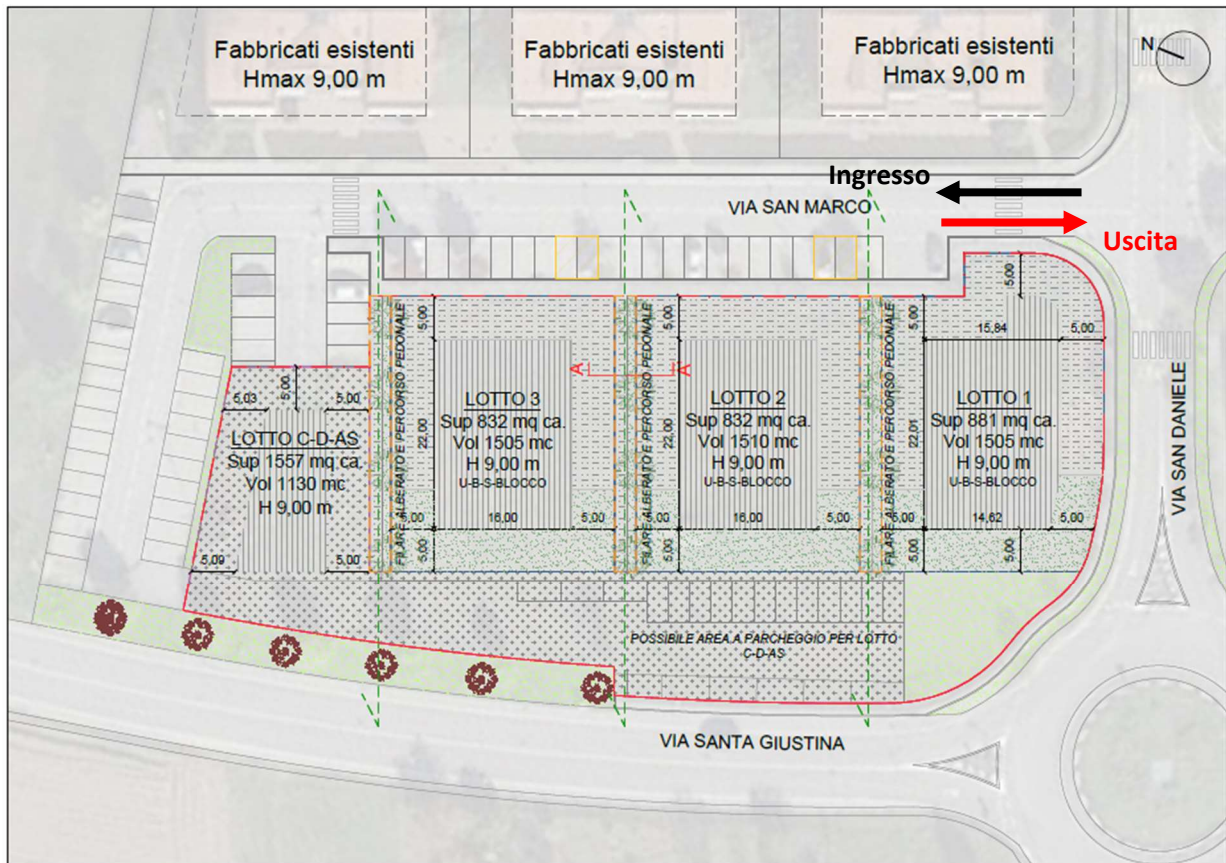 Fabbricati esistenti
Hmax 9,00 m
Fabbricati esistenti
Hmax 9,00 m
Fabbricati esistenti
Hmax 9,00 m
N
Ingresso
VIA SAN MARCO
Uscita
VIA SAN DANIELE
FILARE ALBERATO E PERCORSO PEDONALE
FILARE ALBERATO E PERCORSO PEDONALE
FILARE ALBERATO E PERCORSO PEDONALE
LOTTO C-D-AS
Sup 1557 mq ca.
Vol 1130 mc
H 9,00 m
5,00
5,03
5,00
5,09
5,00
LOTTO 3
Sup 832 mq ca.
Vol 1505 mc
H 9,00 m
U-B-S-BLOCCO
5,00
22,00
5,00
16,00
5,00
5,00
A
A
LOTTO 2
Sup 832 mq ca.
Vol 1510 mc
H 9,00 m
U-B-S-BLOCCO
5,00
22,00
5,00
16,00
5,00
5,00
LOTTO 1
Sup 881 mq ca.
Vol 1505 mc
H 9,00 m
U-B-S-BLOCCO
5,00
5,00
15,84
5,00
22,01
5,00
14,62
5,00
5,00
5,00
POSSIBILE AREA A PARCHEGGIO PER LOTTO
C-D-AS
VIA SANTA GIUSTINA